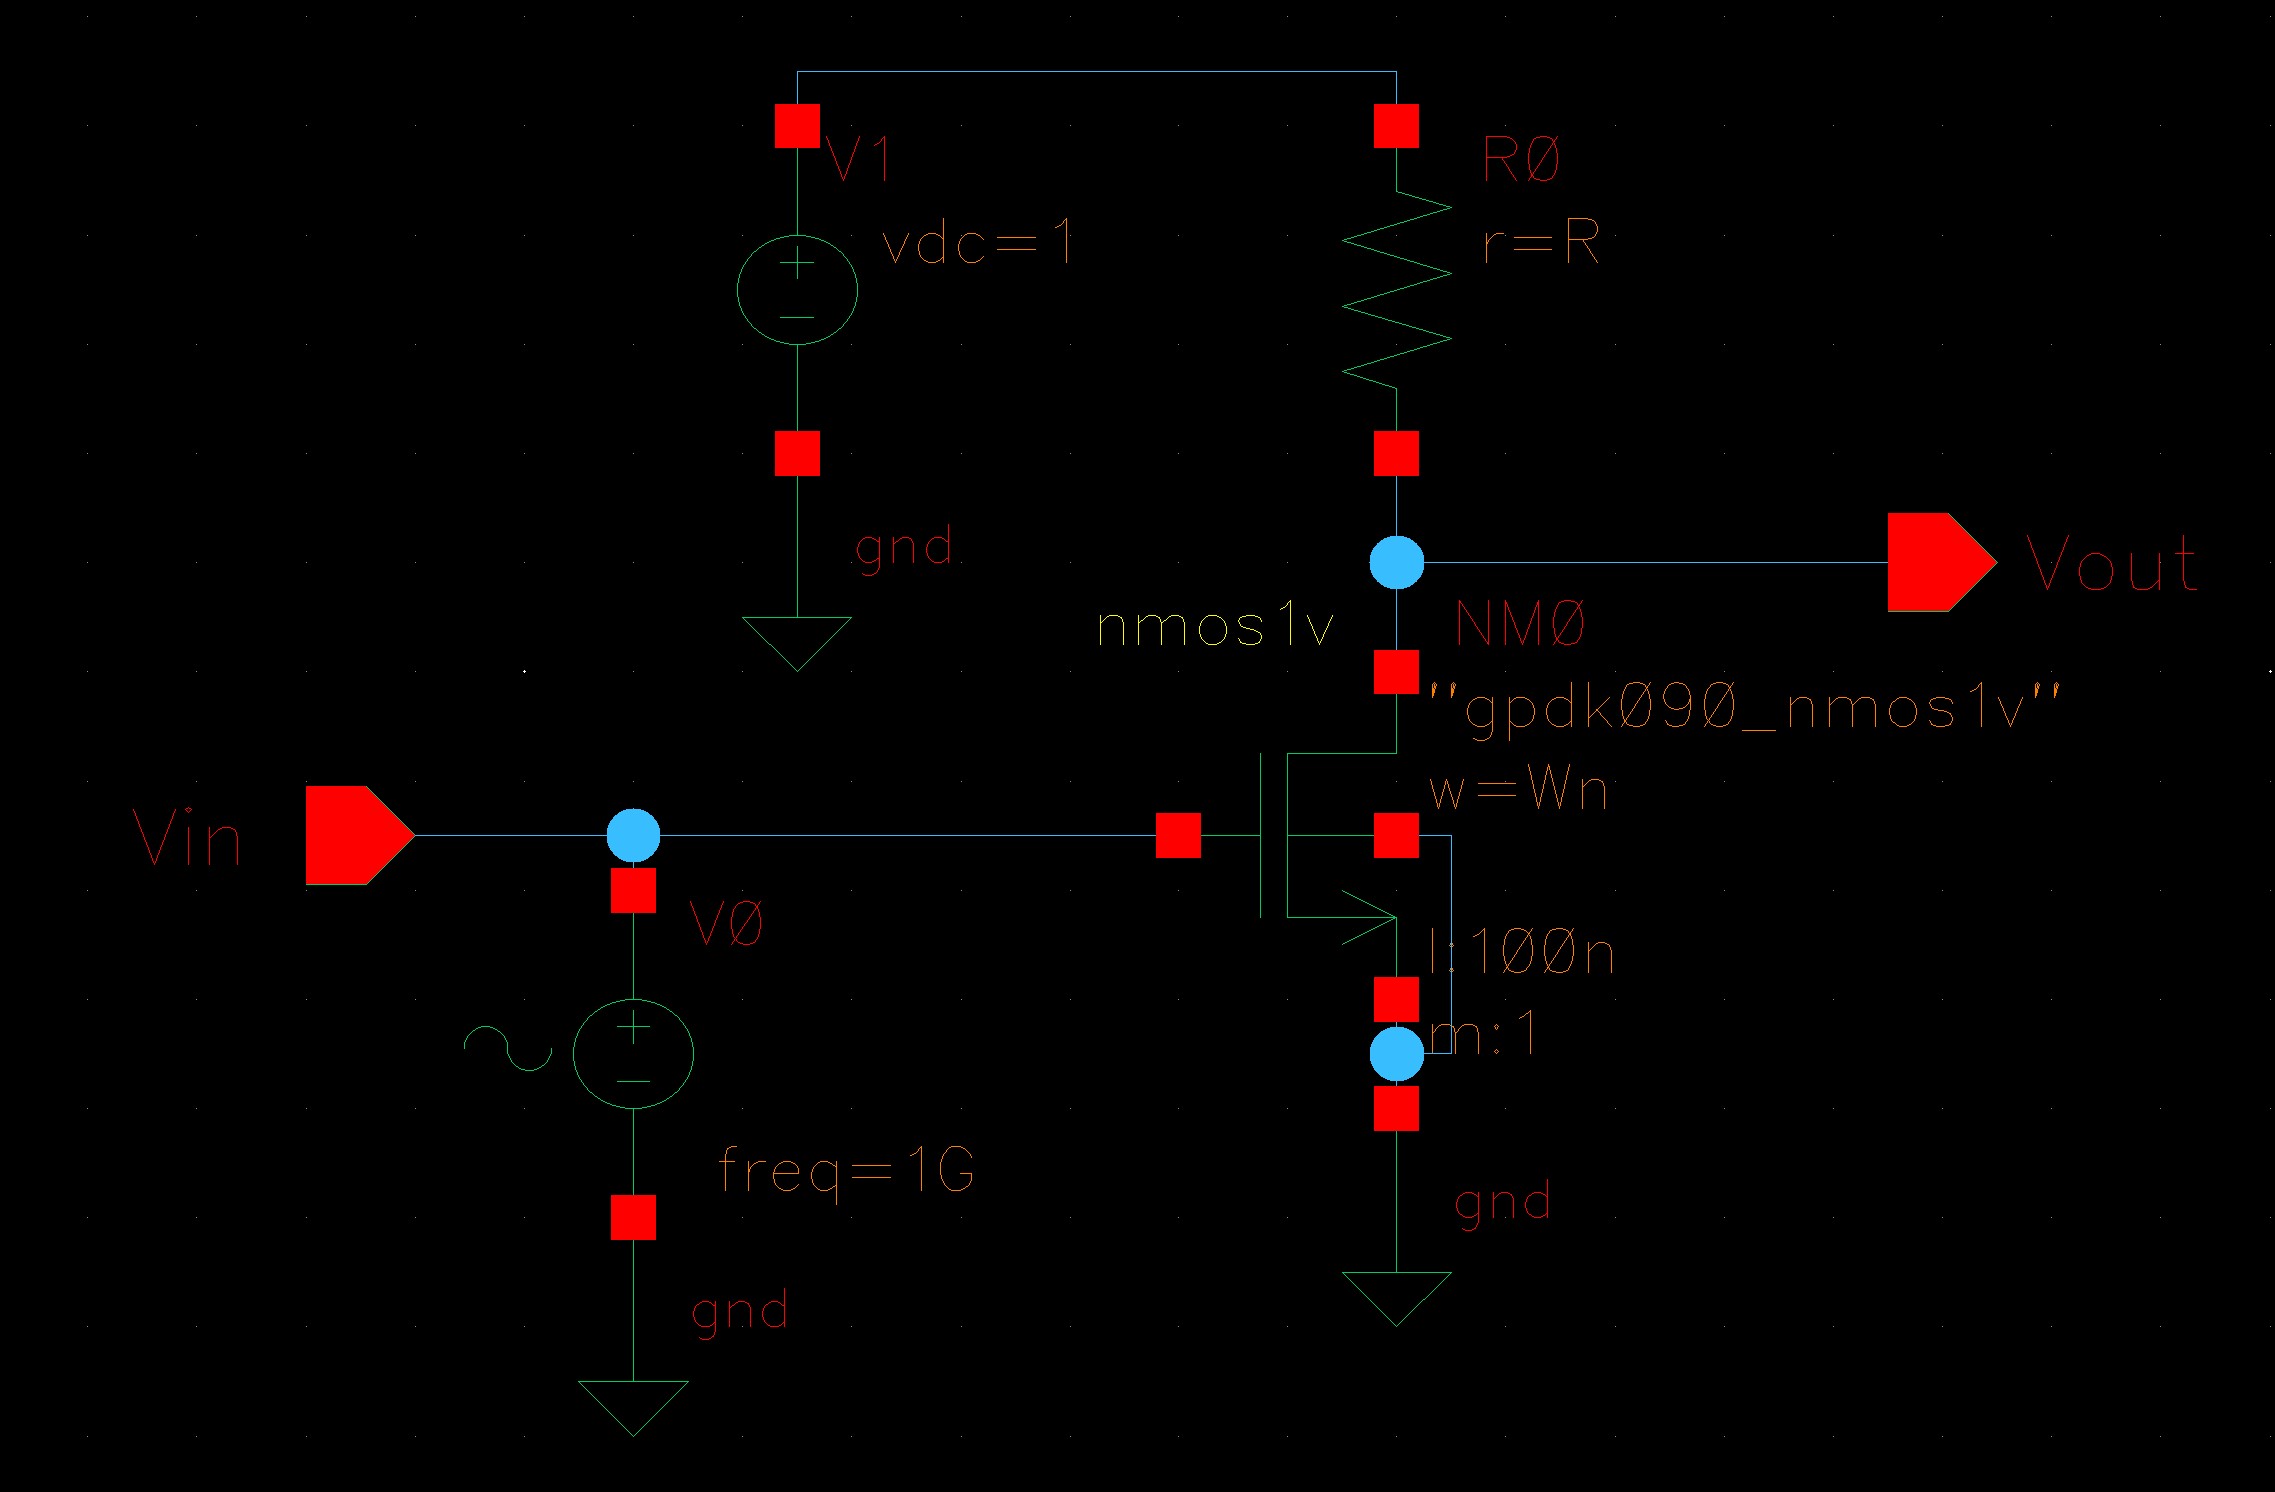 V1
R0
vdc=1
r=R
gnd
Vout
nmos1v
NM0
"gpdk090_nmos1v"
w=Wn
Vin
V0
l:100n
m:1
freq=1G
gnd
gnd